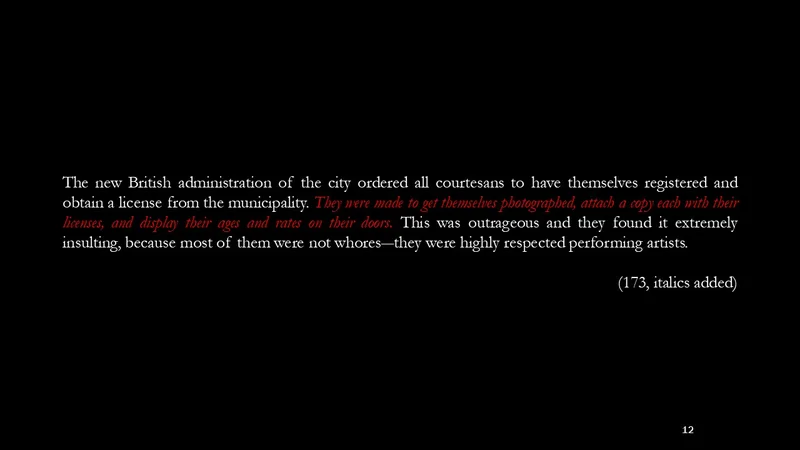 The new British administration of the city ordered all courtesans to have themselves registered and
obtain a license from the municipality. They were made to get themselves photographed, attach a copy each with their
licenses, and display their ages and rates on their doors. This was outrageous and they found it extremely
insulting, because most of them were not whores—they were highly respected performing artists.
(173, italics added)
12